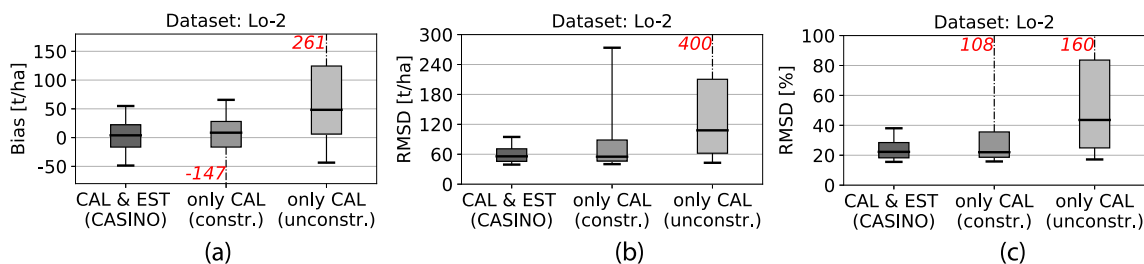 Dataset: Lo-2
Bias [t/ha]
150
100
50
0
-50
261
-147
CAL & EST
(CASINO)
only CAL
(constr.)
only CAL
(unconstr.)
(a)
Dataset: Lo-2
RMSD [t/ha]
300
240
180
120
60
0
400
CAL & EST
(CASINO)
only CAL
(constr.)
only CAL
(unconstr.)
(b)
Dataset: Lo-2
RMSD [%]
100
80
60
40
20
0
108
160
CAL & EST
(CASINO)
only CAL
(constr.)
only CAL
(unconstr.)
(c)